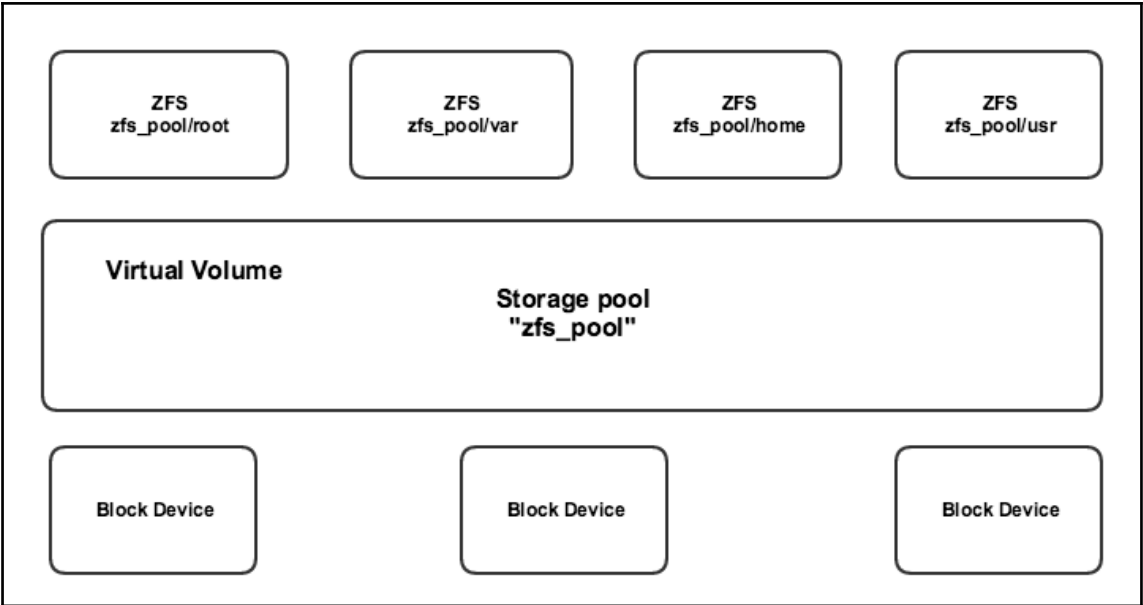 ZFS
zfs_pool/root
ZFS
zfs_pool/var
ZFS
zfs_pool/home
ZFS
zfs_pool/usr
Virtual Volume
Storage pool
"zfs_pool"
Block Device
Block Device
Block Device